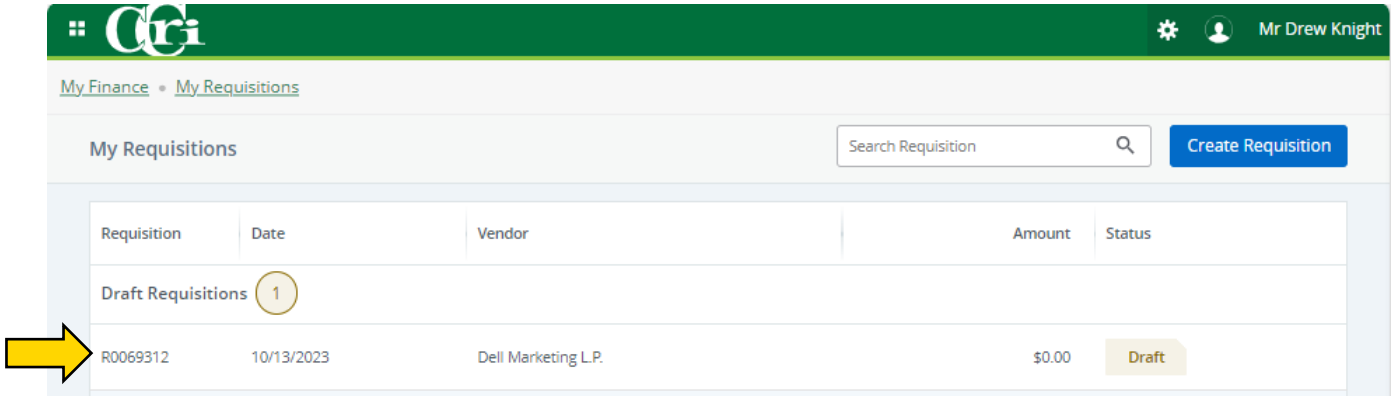 CCri
Mr Drew Knight
My Finance • My Requisitions
My Requisitions
Search Requisition
Create Requisition
Requisition Date Vendor Amount Status
Draft Requisitions 1
R0069312 10/13/2023 Dell Marketing L.P. $0.00 Draft